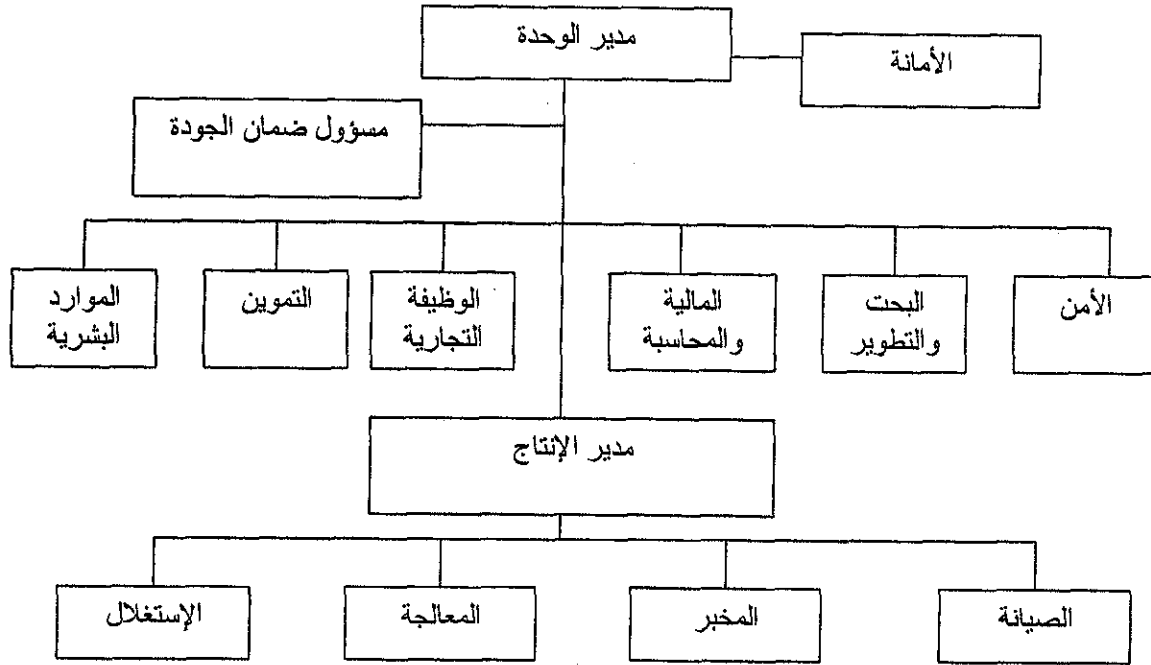 مدير الوحدة
الأمانة
مسؤول ضمان الجودة
الأمن
البحت
والتطوير
المالية
والمحاسبة
الوظيفة
التجارية
التموين
الموارد
البشرية
مدير الإنتاج
الصيانة
المخبر
المعالجة
الإستغلال